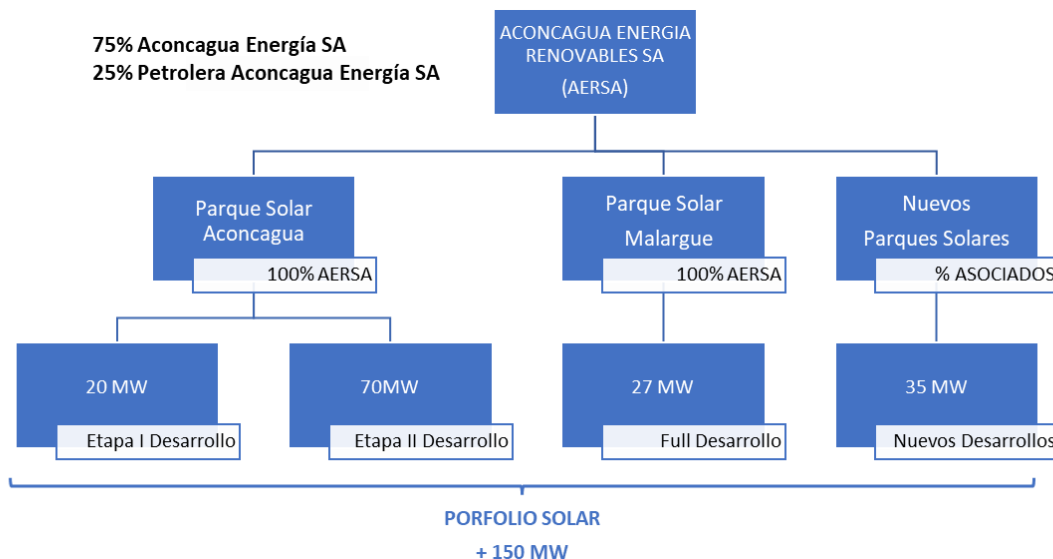 75% Aconcagua Energía SA
25% Petrolera Aconcagua Energía SA
ACONCAGUA ENERGIA
RENOVABLES SA
(AERSA)
Parque Solar
Aconcagua
100% AERSA
Parque Solar
Malargue
100% AERSA
Nuevos
Parques Solares
% ASOCIADOS
20 MW
Etapa I Desarrollo
70MW
Etapa II Desarrollo
27 MW
Full Desarrollo
35 MW
Nuevos Desarrollos
PORFOLIO SOLAR
+ 150 MW